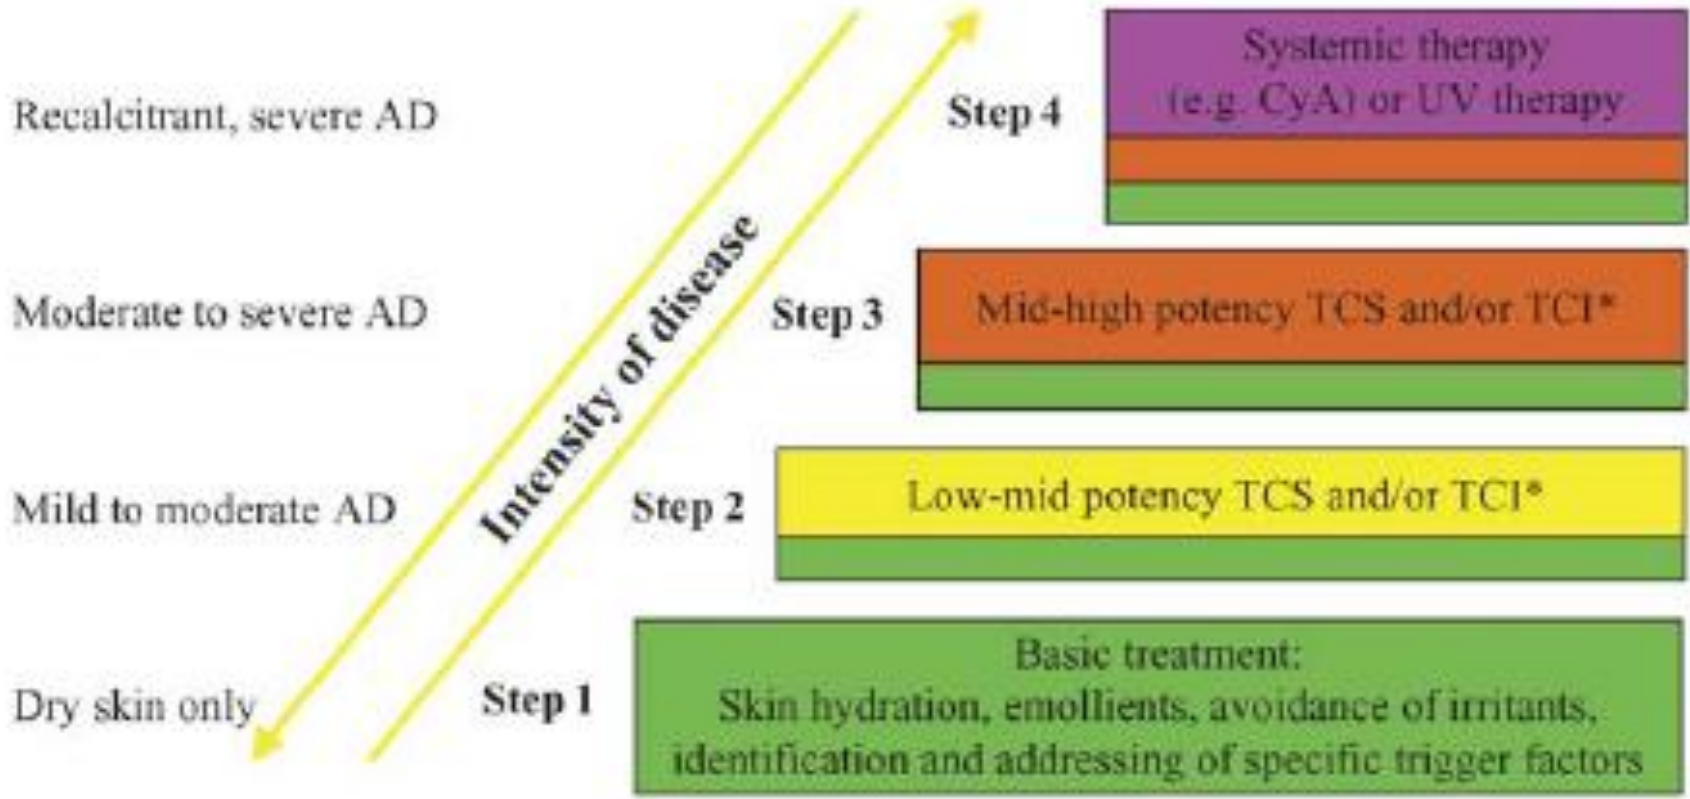 Recalcitrant, severe AD
Step 4
Systemic therapy
(e.g. CyA) or UV therapy
Moderate to severe AD
Intensity of disease
Step 3
Mid-high potency TCS and/or TCI*
Mild to moderate AD
Step 2
Low-mid potency TCS and/or TCI*
Dry skin only
Step 1
Basic treatment:
Skin hydration, emollients, avoidance of irritants,
identification and addressing of specific trigger factors